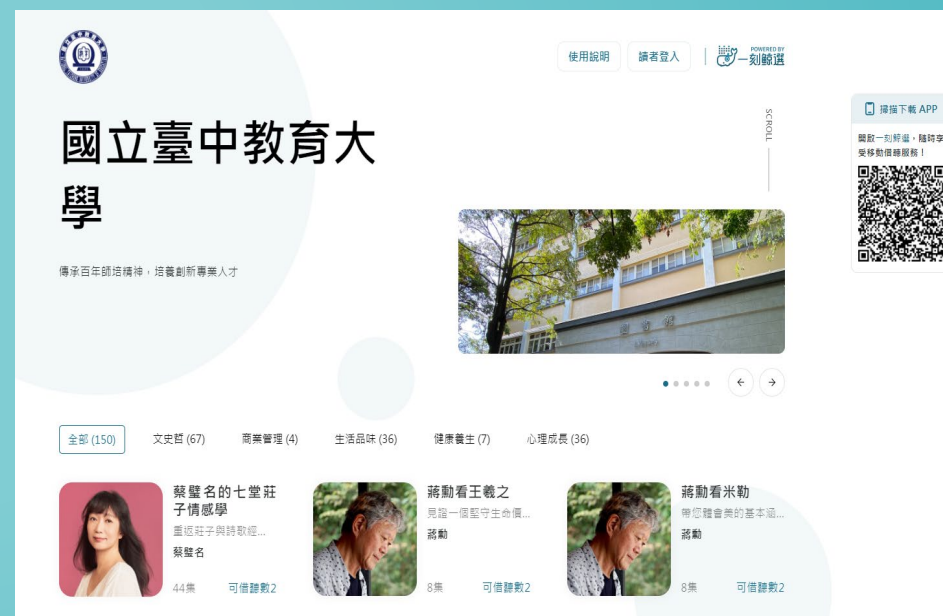 使用說明
讀者登入
POWERED BY
一刻鯨選
國立臺中教育大
學
SCROLL
傳承百年師培精神，培養創新專業人才
掃描下載 APP
開啟一刻鯨選，隨時享
受移動借聽服務！
全部 (150)
文史哲 (67)
商業管理 (4)
生活品味 (36)
健康養生 (7)
心理成長 (36)
蔡璧名的七堂莊
子情感學
重返莊子與詩歌經...
蔡璧名
44集
可借聽數2
蔣勳看王羲之
見證一個堅守生命價...
蔣勳
8集
可借聽數2
蔣勳看米勒
帶您體會美的基本涵...
蔣勳
8集
可借聽數2